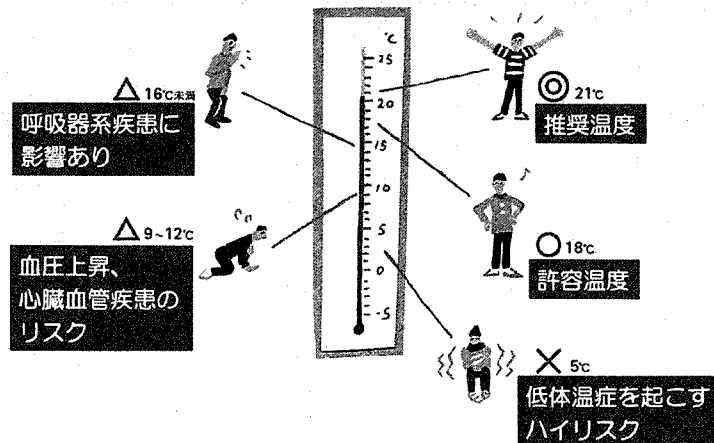 △ 16℃未満
呼吸器系疾患に
影響あり
△ 9~12℃
血圧上昇、
心臓血管疾患の
リスク
℃
25
20
15
10
5
0
-5
◎ 21℃
推奨温度
♪
○ 18℃
許容温度
× 5℃
低体温症を起こす
ハイリスク